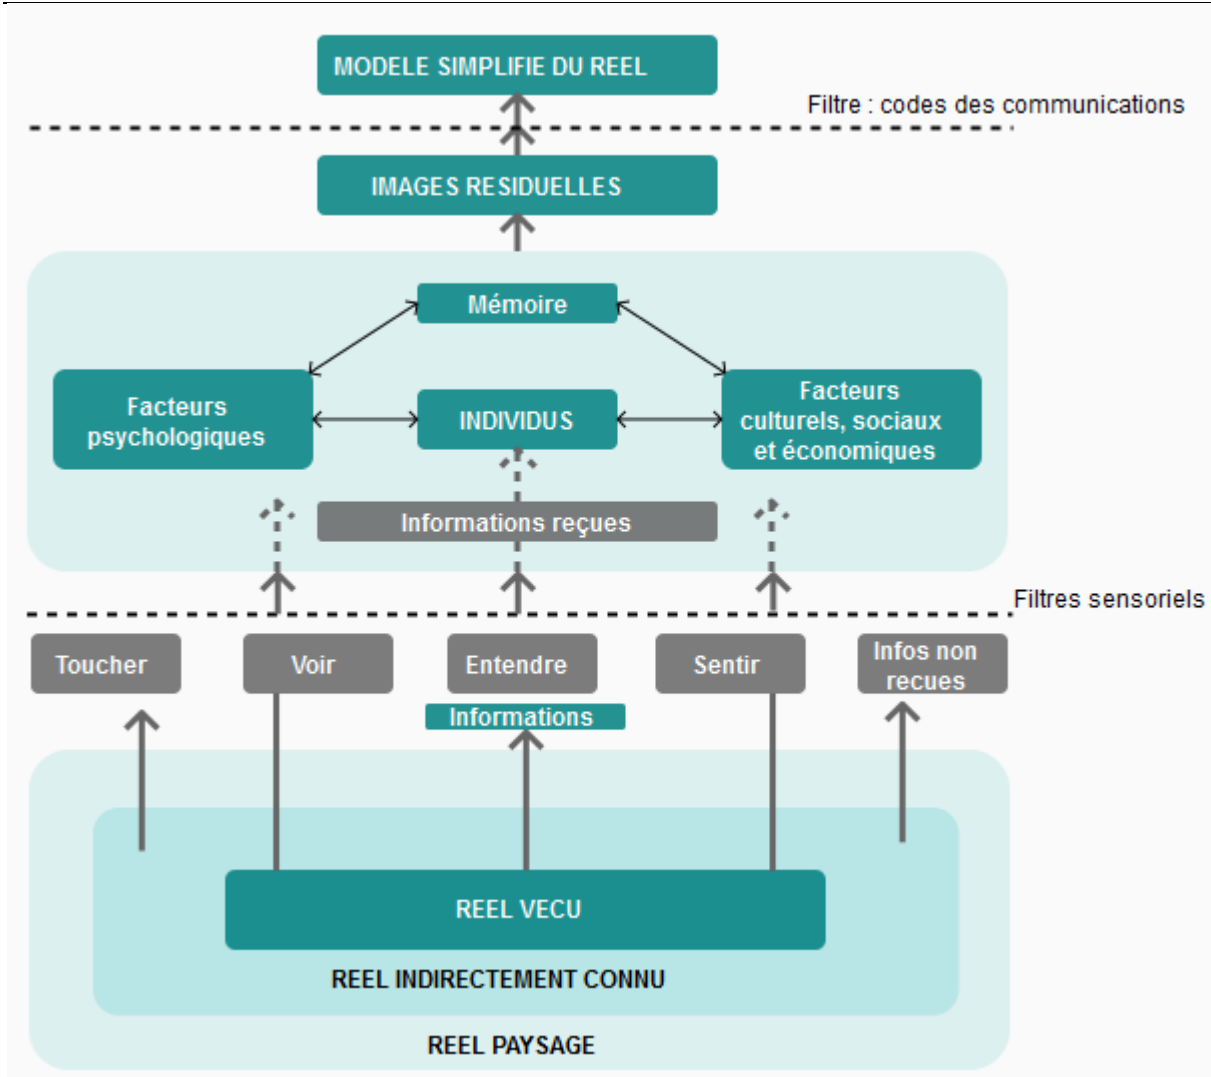 MODELE SIMPLIFIE DU REEL
Filtre : codes des communications
IMAGES RESIDUELLES
Mémoire
Facteurs
psychologiques
INDIVIDUS
Facteurs
culturels, sociaux
et économiques
Informations reçues
Filtres sensoriels
Toucher
Voir
Entendre
Sentir
Infos non
recues
Informations
REEL VECU
REEL INDIRECTEMENT CONNU
REEL PAYSAGE